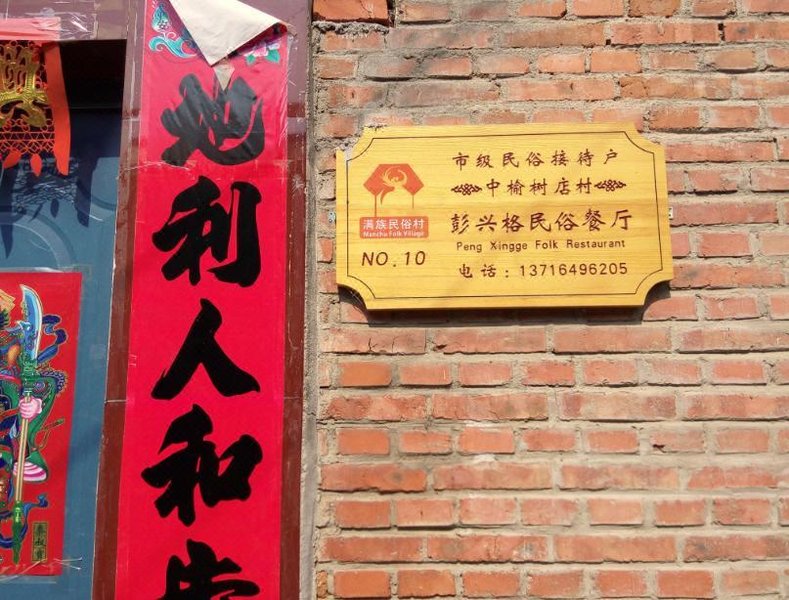 地利人和
市级民俗接待户
中榆树店村
满族民俗村
Manchu Folk Village
彭兴格民俗餐厅
Peng Xingge Folk Restaurant
NO.10
电话：13716496205